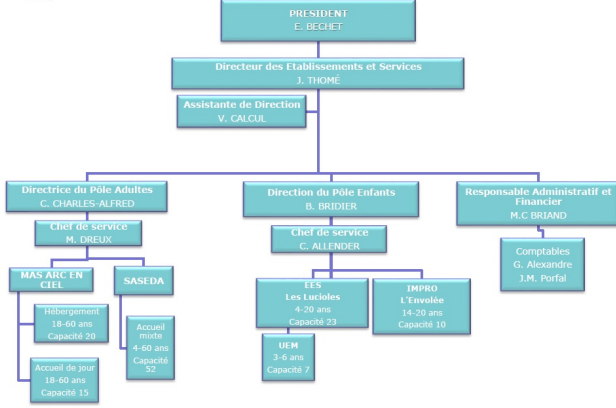 PRESIDENT
E. BECHET
Directeur des Etablissements et Services
J. THOMÉ
Assistante de Direction
V. CALCUL
Directrice du Pôle Adultes
C. CHARLES-ALFRED
Chef de service
M. DREUX
MAS ARC EN
CIEL
Hébergement
18-60 ans
Capacité 20
Accueil de jour
18-60 ans
Capacité 15
SASEDA
Accueil
mixte
4-60 ans
Capacité
52
Direction du Pôle Enfants
B. BRIDIER
Chef de service
C. ALLENDER
EES
Les Lucioles
4-20 ans
Capacité 23
UEM
3-6 ans
Capacité 7
IMPRO
L'Envolée
14-20 ans
Capacité 10
Responsable Administratif et
Financier
M.C BRIAND
Comptables
G. Alexandre
J.M. Porfal